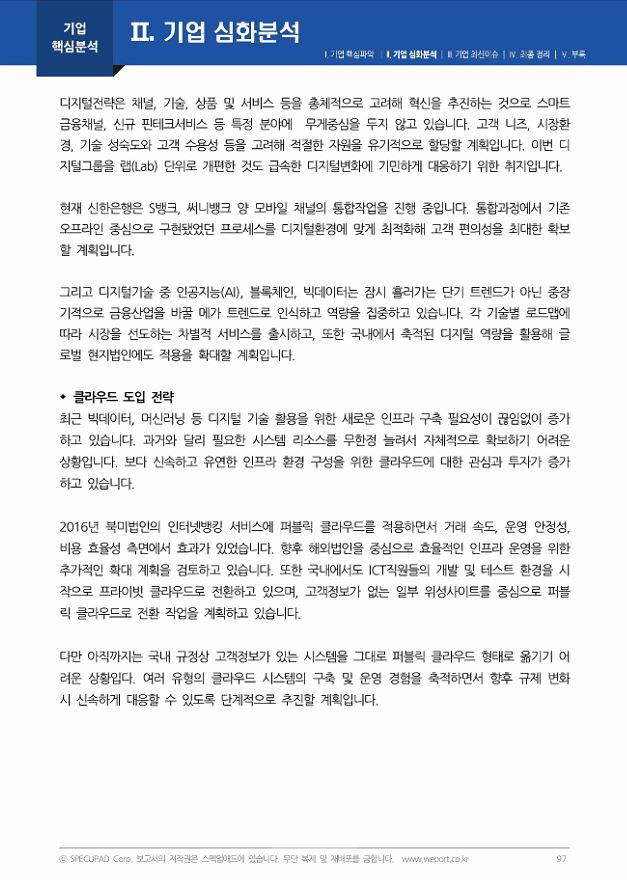 기업
핵심분석
Ⅱ. 기업 심화분석
Ⅰ. 기업 핵심파악 | Ⅱ. 기업 심화분석 | Ⅲ. 기업 최신이슈 | Ⅳ. 최종 정리 | Ⅴ. 부록
디지털전략은 채널, 기술, 상품 및 서비스 등을 총체적으로 고려해 혁신을 추진하는 것으로 스마트
금융채널, 신규 핀테크서비스 등 특정 분야에 무게중심을 두지 않고 있습니다. 고객 니즈, 시장환
경, 기술 성숙도와 고객 수용성 등을 고려해 적절한 자원을 유기적으로 할당할 계획입니다. 이번 디
지털그룹을 랩(Lab) 단위로 개편한 것도 급속한 디지털변화에 기민하게 대응하기 위한 취지입니다.
현재 신한은행은 S뱅크, 써니뱅크 양 모바일 채널의 통합작업을 진행 중입니다. 통합과정에서 기존
오프라인 중심으로 구현됐었던 프로세스를 디지털환경에 맞게 최적화해 고객 편의성을 최대한 확보
할 계획입니다.
그리고 디지털기술 중 인공지능(AI), 블록체인, 빅데이터는 잠시 흘러가는 단기 트렌드가 아닌 중장
기적으로 금융산업을 바꿀 메가 트렌드로 인식하고 역량을 집중하고 있습니다. 각 기술별 로드맵에
따라 시장을 선도하는 차별적 서비스를 출시하고, 또한 국내에서 축적된 디지털 역량을 활용해 글
로벌 현지법인에도 적용을 확대할 계획입니다.
◆ 클라우드 도입 전략
최근 빅데이터, 머신러닝 등 디지털 기술 활용을 위한 새로운 인프라 구축 필요성이 끊임없이 증가
하고 있습니다. 과거와 달리 필요한 시스템 리소스를 무한정 늘려서 자체적으로 확보하기 어려운
상황입니다. 보다 신속하고 유연한 인프라 환경 구성을 위한 클라우드에 대한 관심과 투자가 증가
하고 있습니다.
2016년 북미법인의 인터넷뱅킹 서비스에 퍼블릭 클라우드를 적용하면서 거래 속도, 운영 안정성,
비용 효율성 측면에서 효과가 있었습니다. 향후 해외법인을 중심으로 효율적인 인프라 운영을 위한
추가적인 확대 계획을 검토하고 있습니다. 또한 국내에서도 ICT직원들의 개발 및 테스트 환경을 시
작으로 프라이빗 클라우드로 전환하고 있으며, 고객정보가 없는 일부 위성사이트를 중심으로 퍼블
릭 클라우드로 전환 작업을 계획하고 있습니다.
다만 아직까지는 국내 규정상 고객정보가 있는 시스템을 그대로 퍼블릭 클라우드 형태로 옮기기 어
려운 상황입다. 여러 유형의 클라우드 시스템의 구축 및 운영 경험을 축적하면서 향후 규제 변화
시 신속하게 대응할 수 있도록 단계적으로 추진할 계획입니다.
ⓒ SPECUPAD Corp. 보고서의 저작권은 스펙업애드에 있습니다. 무단 복제 및 재배포를 금합니다. www.weport.co.kr 97